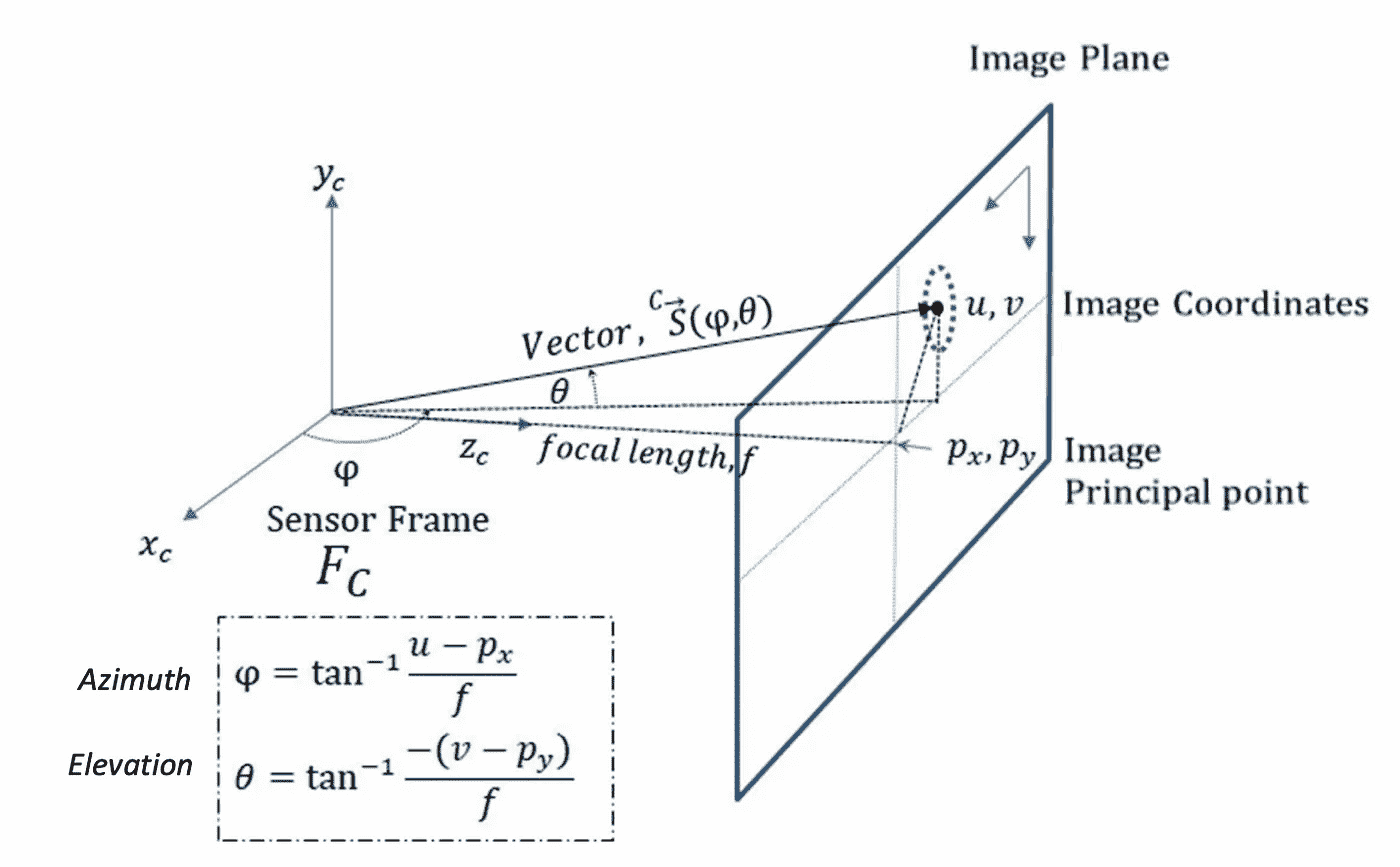 Image Plane
y_c
Vector, ^C S⃗(φ,θ)
u, v Image Coordinates
θ
z_c focal length, f
p_x, p_y Image
Principal point
φ
Sensor Frame
x_c
F_C
Azimuth φ = tan⁻¹ (u − p_x)/f
Elevation θ = tan⁻¹ −(v − p_y)/f